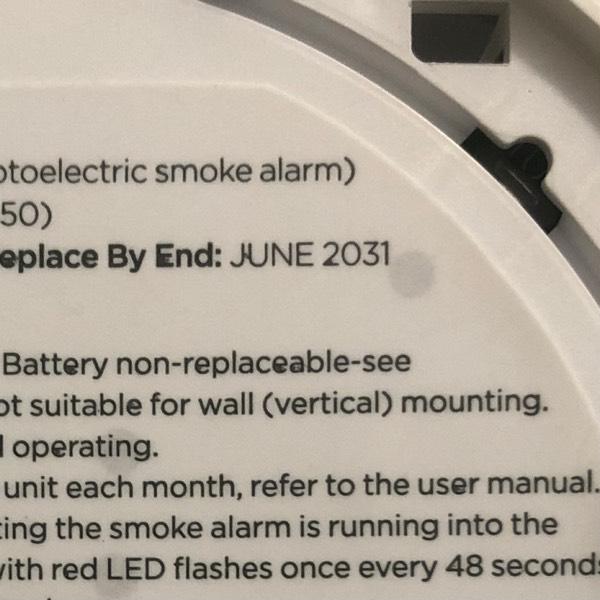 otoelectric smoke alarm)
50)
eplace By End: JUNE 2031
Battery non-replaceable-see
ot suitable for wall (vertical) mounting.
operating.
unit each month, refer to the user manual.
ting the smoke alarm is running into the
with red LED flashes once every 48 seconds